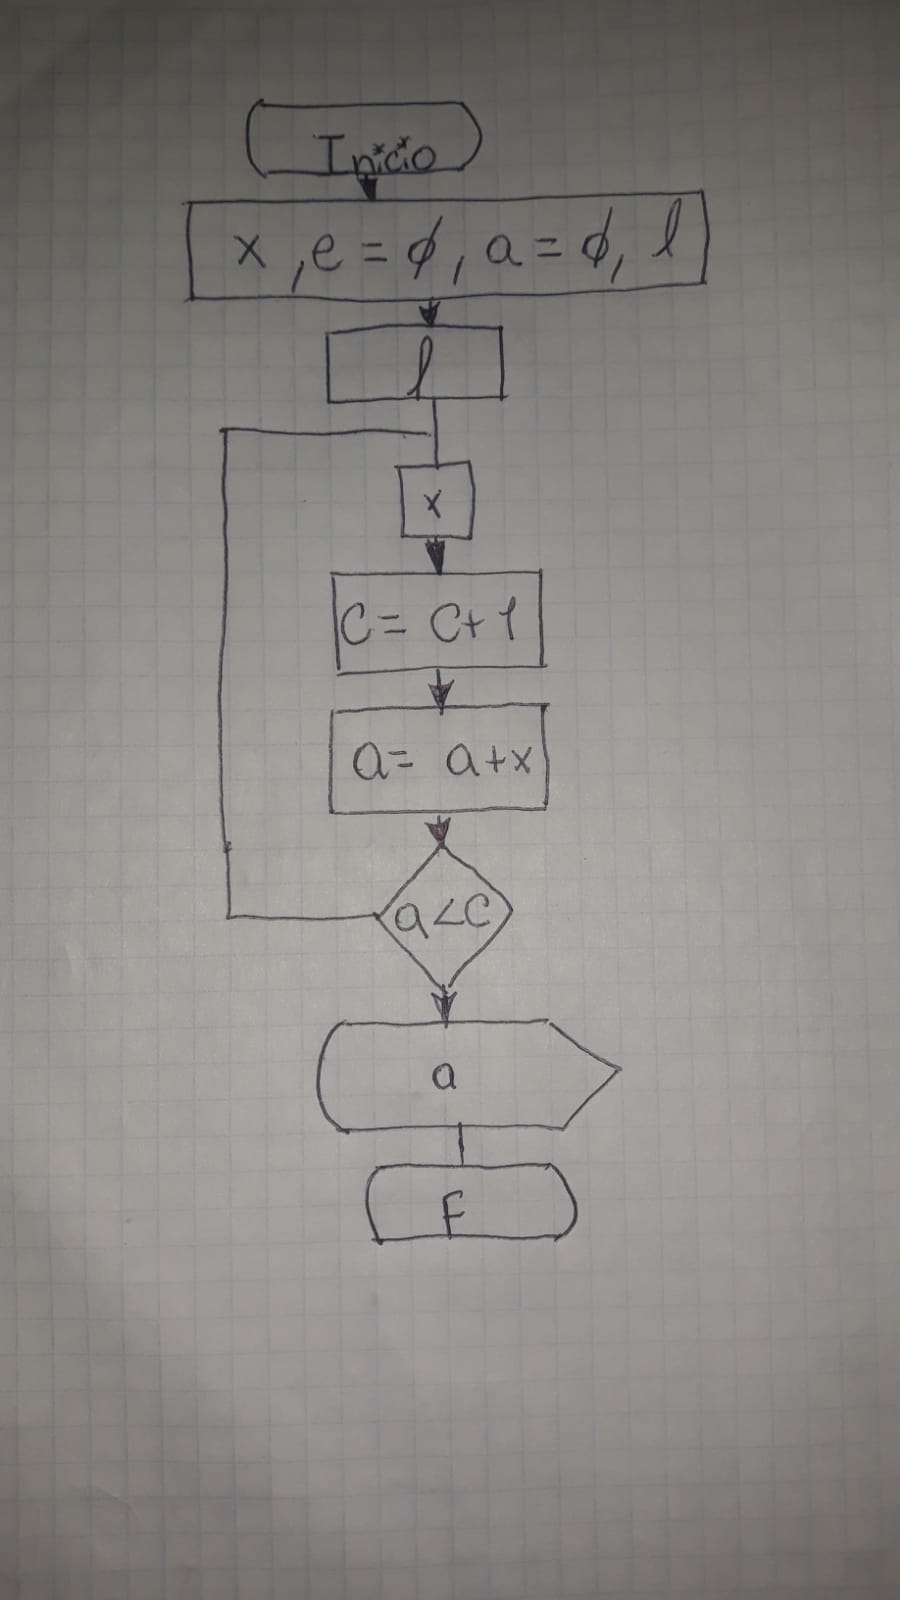 Inicio
x, e = ϕ, a = ϕ, l
l
x
C = C+1
a = a+x
a<C
a
F